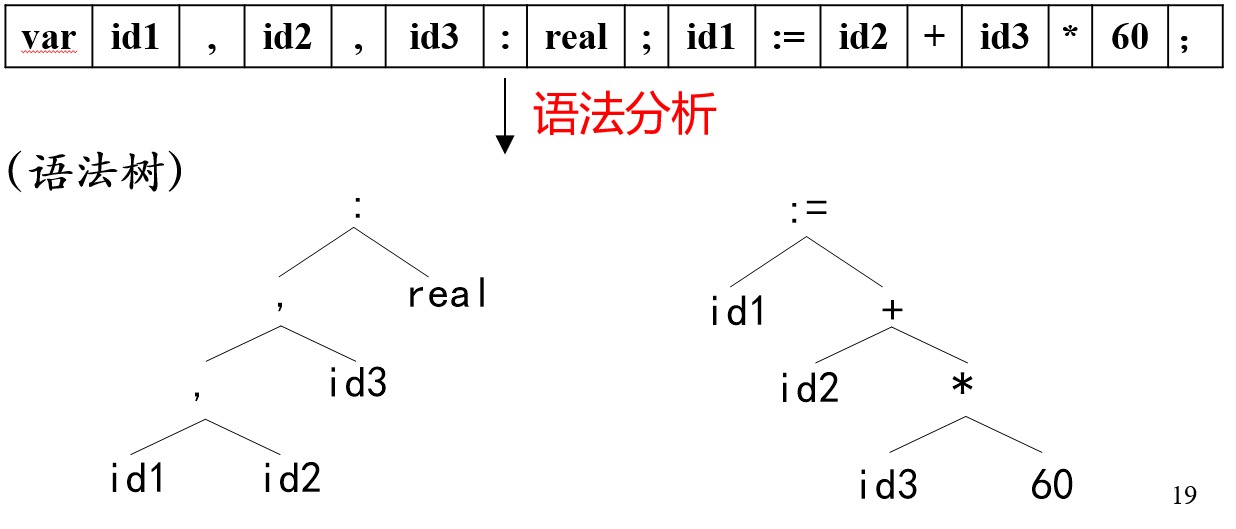 var id1 , id2 , id3 : real ; id1 := id2 + id3 * 60 ;
语法分析
(语法树)
: :=
, real id1 +
, id3 id2 *
id1 id2 id3 60
19